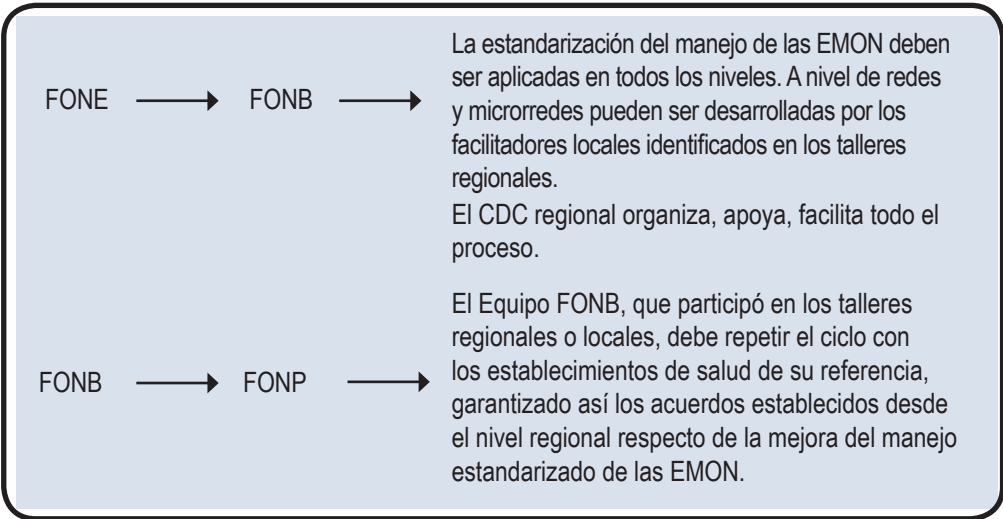 FONE FONB
La estandarización del manejo de las EMON deben
ser aplicadas en todos los niveles. A nivel de redes
y microrredes pueden ser desarrolladas por los
facilitadores locales identificados en los talleres
regionales.
El CDC regional organiza, apoya, facilita todo el
proceso.
FONB FONP
El Equipo FONB, que participó en los talleres
regionales o locales, debe repetir el ciclo con
los establecimientos de salud de su referencia,
garantizado así los acuerdos establecidos desde
el nivel regional respecto de la mejora del manejo
estandarizado de las EMON.